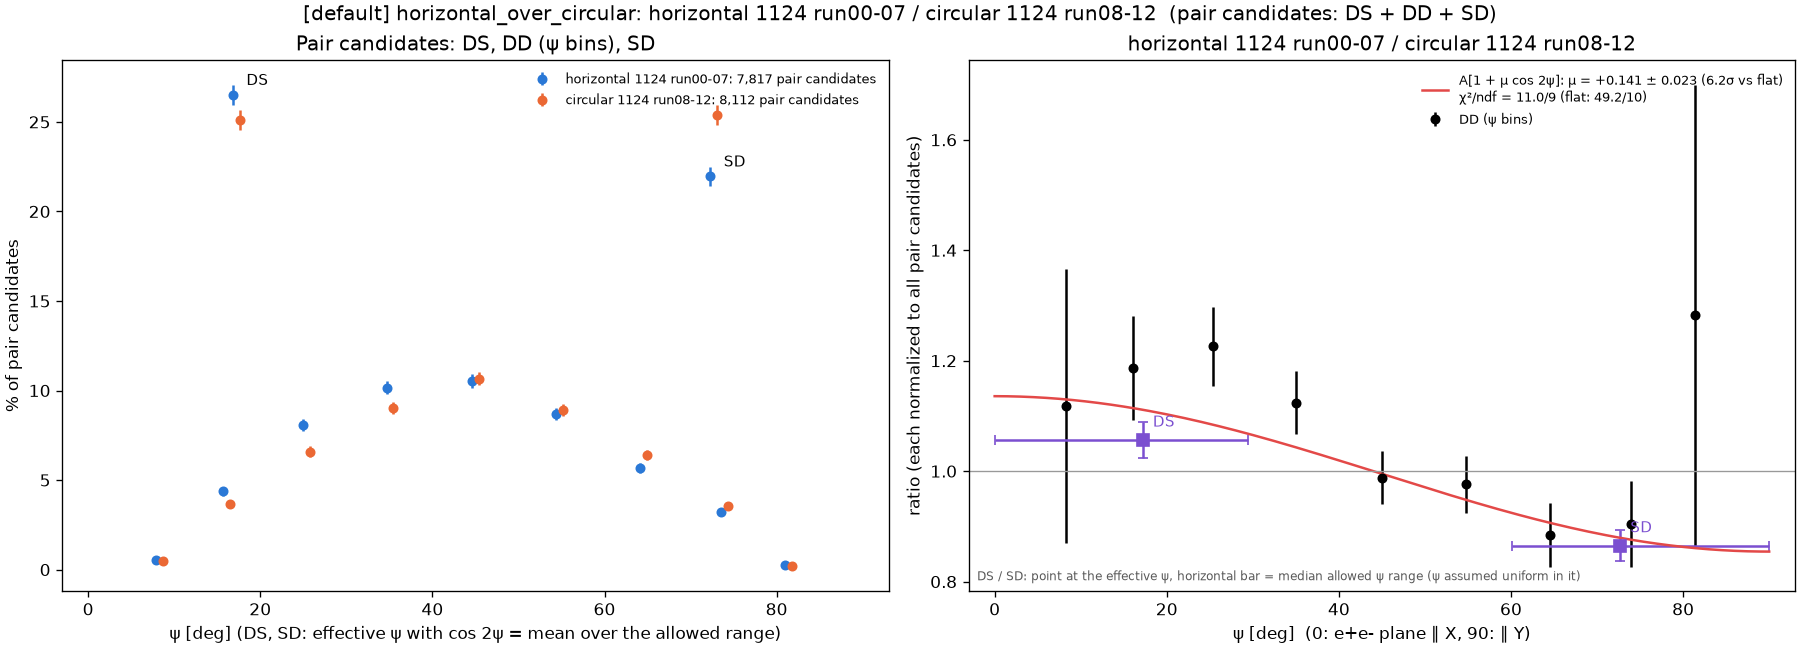 [default] horizontal_over_circular: horizontal 1124 run00-07 / circular 1124 run08-12  (pair candidates: DS + DD + SD)
Pair candidates: DS, DD (ψ bins), SD
horizontal 1124 run00-07: 7,817 pair candidates
circular 1124 run08-12: 8,112 pair candidates
DS
SD
% of pair candidates
25
20
15
10
5
0
0
20
40
60
80
ψ [deg] (DS, SD: effective ψ with cos 2ψ = mean over the allowed range)
horizontal 1124 run00-07 / circular 1124 run08-12
A[1 + μ cos 2ψ]: μ = +0.141 ± 0.023 (6.2σ vs flat)
χ²/ndf = 11.0/9 (flat: 49.2/10)
DD (ψ bins)
DS
SD
ratio (each normalized to all pair candidates)
1.6
1.4
1.2
1.0
0.8
DS / SD: point at the effective ψ, horizontal bar = median allowed ψ range (ψ assumed uniform in it)
0
20
40
60
80
ψ [deg]  (0: e+e- plane ∥ X, 90: ∥ Y)